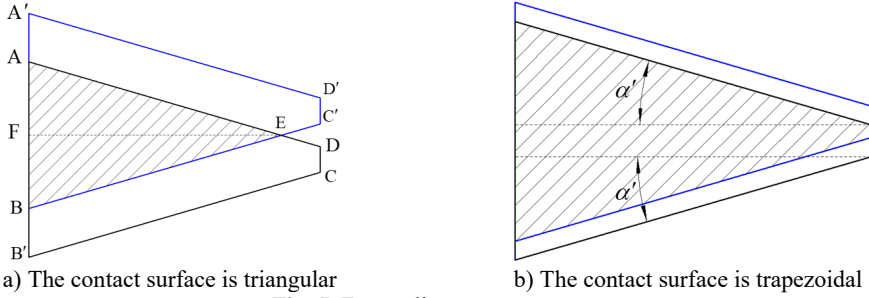 A′
A
D′
C′
F
E
D
B
C
B′
α′
α′
a) The contact surface is triangular
b) The contact surface is trapezoidal